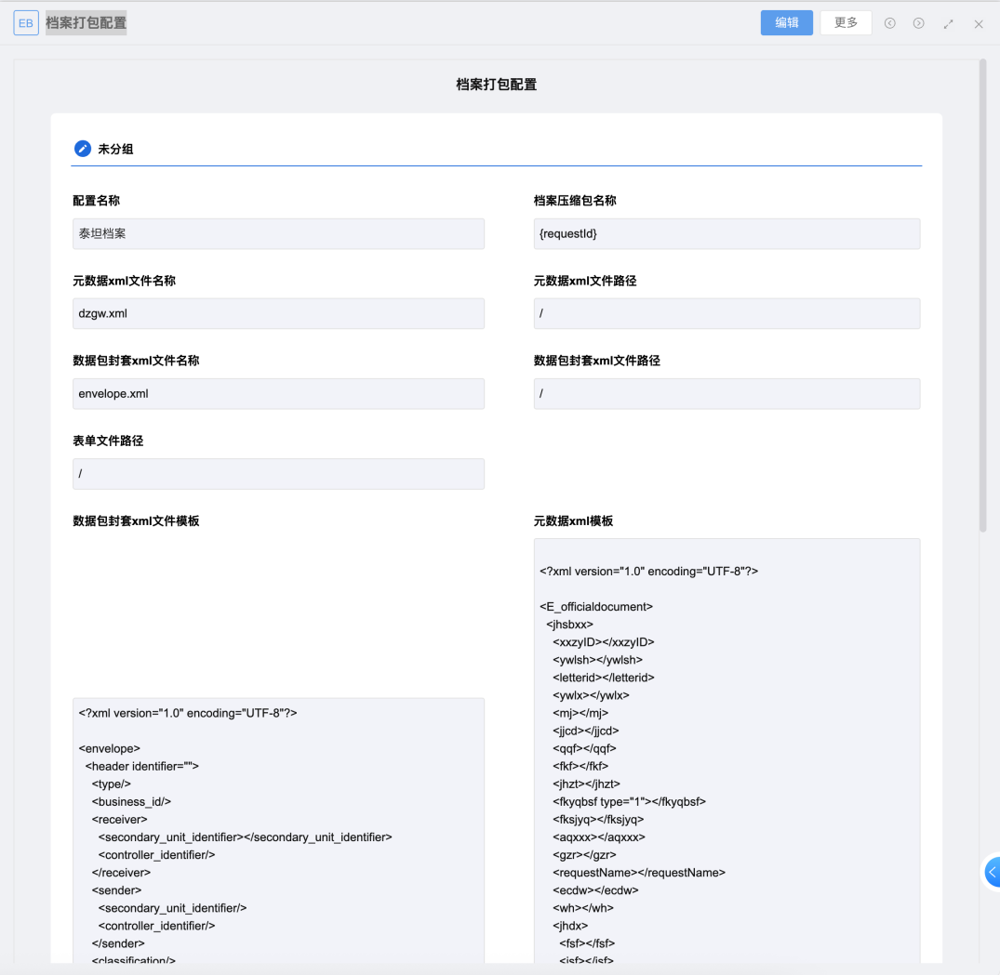 EB 档案打包配置 编辑 更多
档案打包配置
未分组
配置名称 档案压缩包名称
泰坦档案 {requestId}
元数据xml文件名称 元数据xml文件路径
dzgw.xml /
数据包封套xml文件名称 数据包封套xml文件路径
envelope.xml /
表单文件路径
/
数据包封套xml文件模板
<?xml version="1.0" encoding="UTF-8"?>
<envelope>
<header identifier="">
<type/>
<business_id/>
<receiver>
<secondary_unit_identifier></secondary_unit_identifier>
<controller_identifier/>
</receiver>
<sender>
<secondary_unit_identifier/>
<controller_identifier/>
</sender>
<classification/>
元数据xml模板
<?xml version="1.0" encoding="UTF-8"?>
<E_officialdocument>
<jhsbxx>
<xxzyID></xxzyID>
<ywlsh></ywlsh>
<letterid></letterid>
<ywlx></ywlx>
<mj></mj>
<jjcd></jjcd>
<qqf></qqf>
<fkf></fkf>
<jhzt></jhzt>
<fkyqbsf type="1"></fkyqbsf>
<fksjyq></fksjyq>
<aqxxx></aqxxx>
<gzr></gzr>
<requestName></requestName>
<ecdw></ecdw>
<wh></wh>
<jhdx>
<fsf></fsf>
<jsf></jsf>